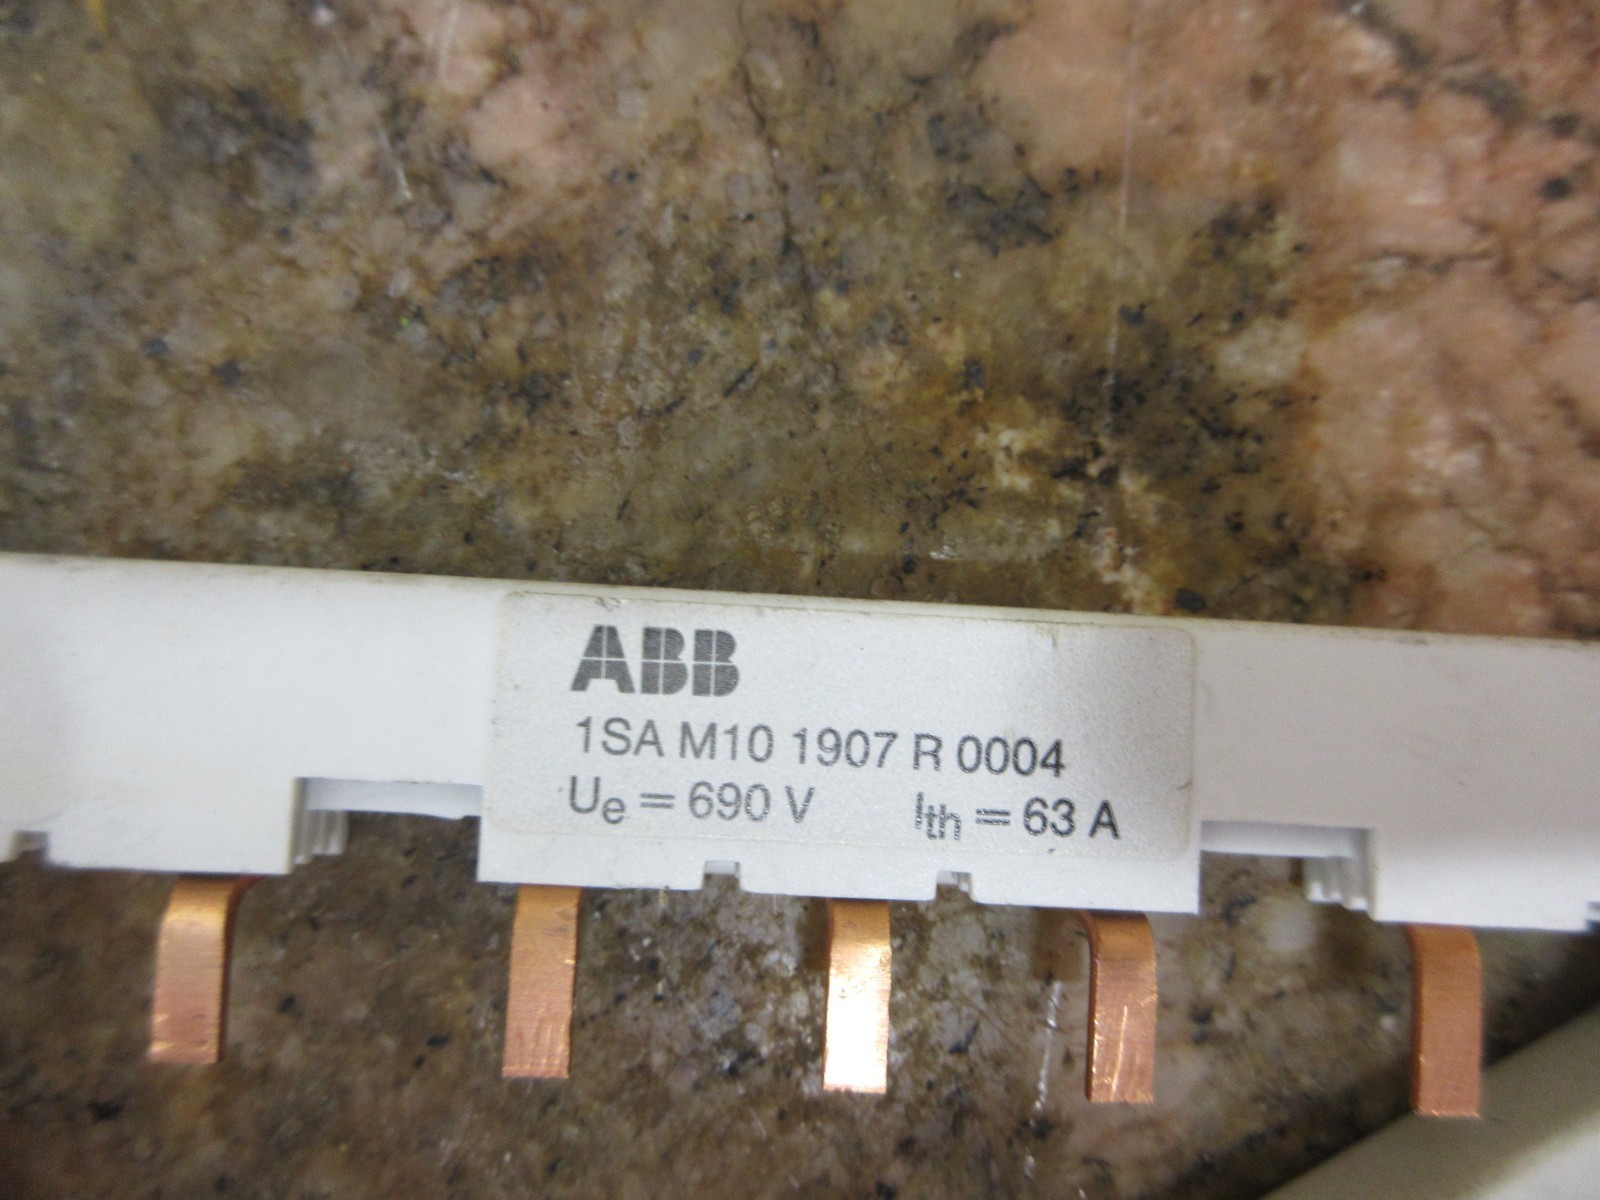 ABB
1SA M10 1907 R 0004
Ue = 690 V Ith = 63 A